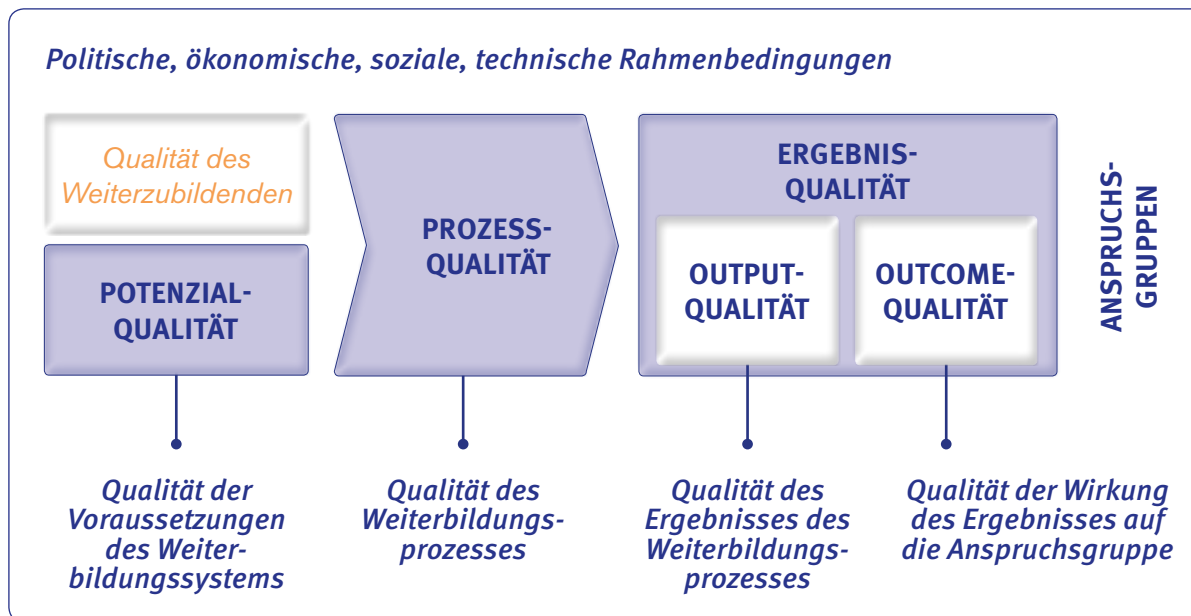 Politische, ökonomische, soziale, technische Rahmenbedingungen
Qualität des
Weiterzubildenden
POTENZIAL-
QUALITÄT
PROZESS-
QUALITÄT
ERGEBNIS-
QUALITÄT
OUTPUT-
QUALITÄT
OUTCOME-
QUALITÄT
ANSPRUCHS-
GRUPPEN
Qualität der
Voraussetzungen
des Weiter-
bildungssystems
Qualität des
Weiterbildungs-
prozesses
Qualität des
Ergebnisses des
Weiterbildungs-
prozesses
Qualität der Wirkung
des Ergebnisses auf
die Anspruchsgruppe